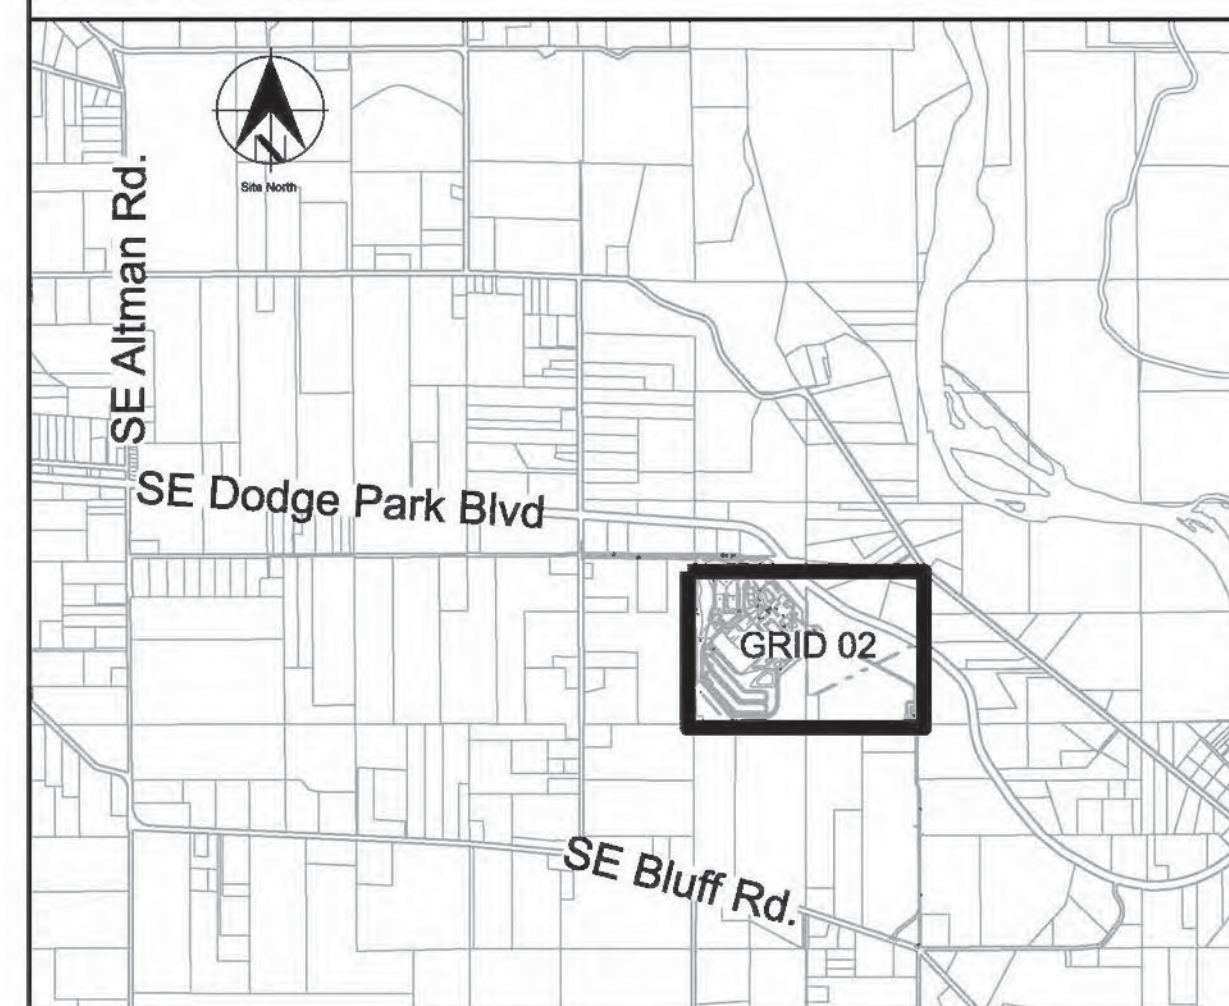 Site North
SE Altman Rd.
SE Dodge Park Blvd
GRID 02
SE Bluff Rd.